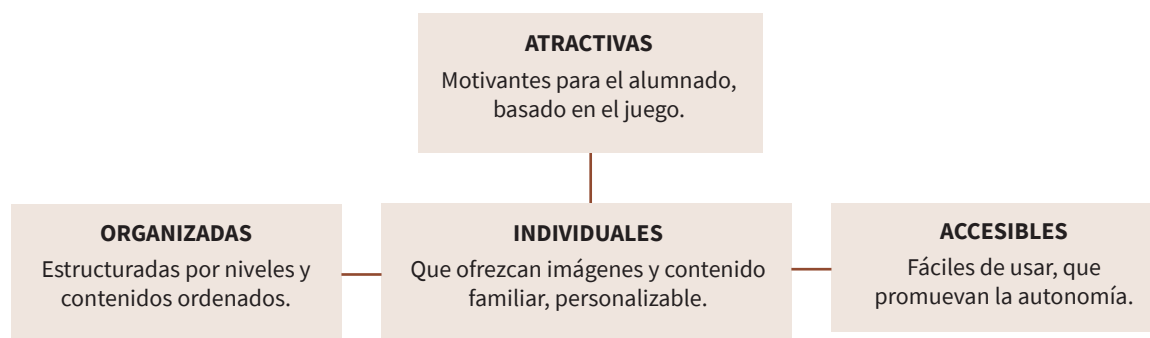 ATRACTIVAS
Motivantes para el alumnado,
basado en el juego.
ORGANIZADAS
Estructuradas por niveles y
contenidos ordenados.
INDIVIDUALES
Que ofrezcan imágenes y contenido
familiar, personalizable.
ACCESIBLES
Fáciles de usar, que
promuevan la autonomía.